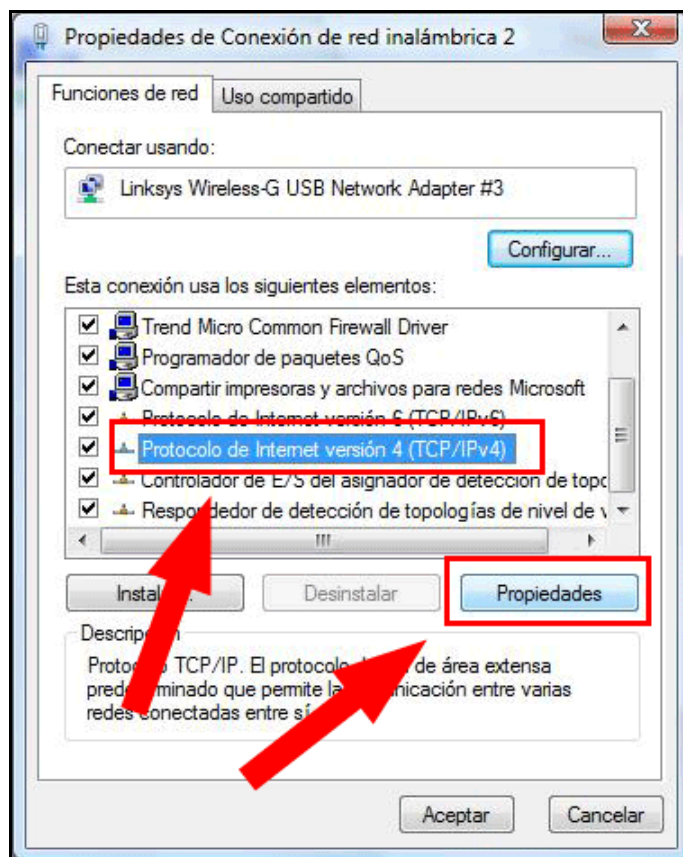 Propiedades de Conexión de red inalámbrica 2
Funciones de red
Uso compartido
Conectar usando:
Linksys Wireless-G USB Network Adapter #3
Configurar...
Esta conexión usa los siguientes elementos:
Trend Micro Common Firewall Driver
Programador de paquetes QoS
Compartir impresoras y archivos para redes Microsoft
Protocolo de Internet versión 6 (TCP/IPv6)
Protocolo de Internet versión 4 (TCP/IPv4)
Controlador de E/S del asignador de detección de topo
Respondedor de detección de topologías de nivel de v
Desinstalar
Propiedades
Descripción
TCP/IP. El protocolo de área extensa
que permite la entre varias
redes conectadas entre sí
Aceptar
Cancelar